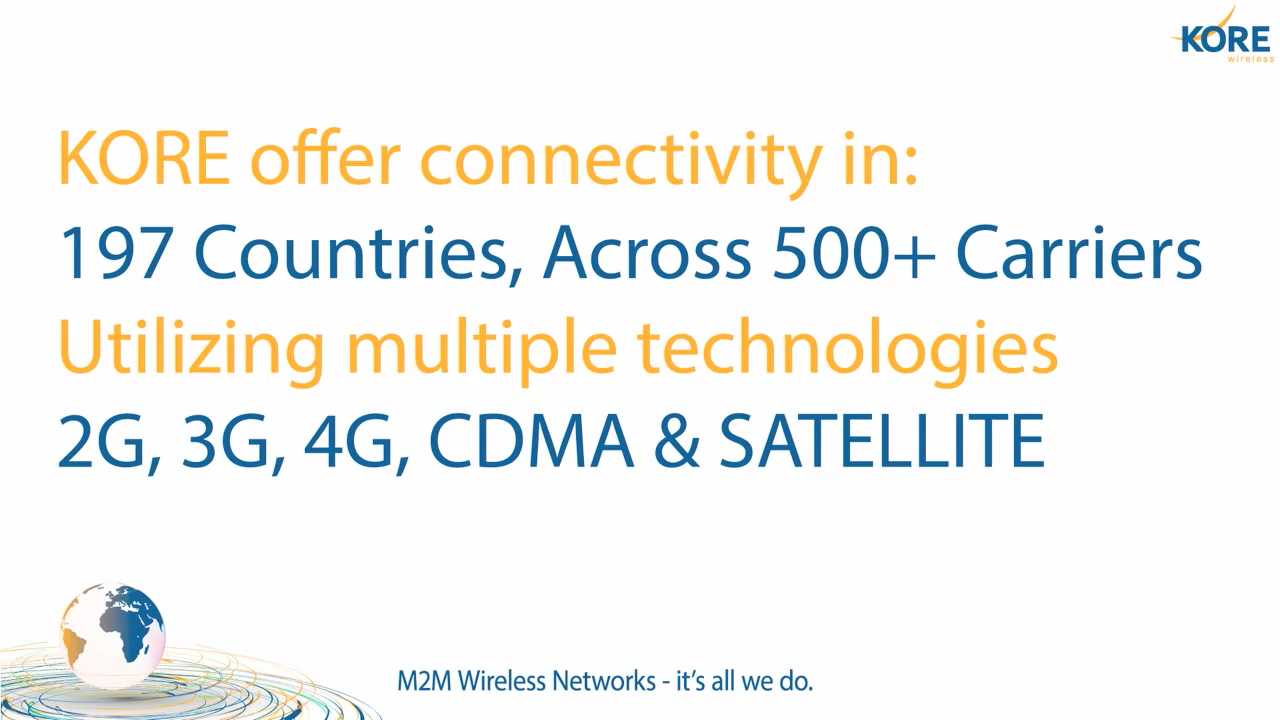 KORE
wireless
KORE offer connectivity in:
197 Countries, Across 500+ Carriers
Utilizing multiple technologies
2G, 3G, 4G, CDMA & SATELLITE
M2M Wireless Networks - it's all we do.